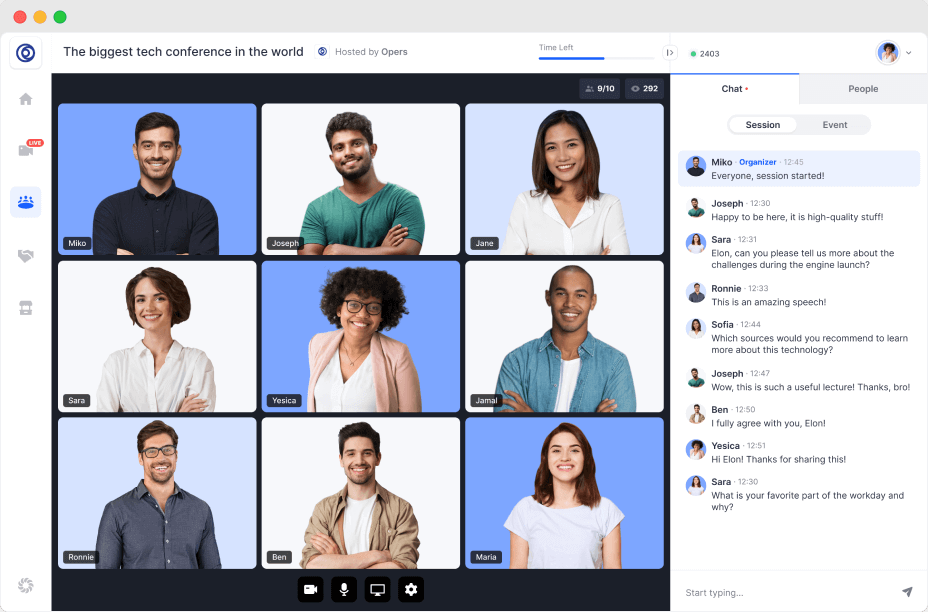 The biggest tech conference in the world
Hosted by Opers
Time Left
2403
LIVE
9/10
292
Miko
Joseph
Jane
Sara
Yesica
Jamal
Ronnie
Ben
Maria
Chat
People
Session
Event
Miko · Organizer · 12:45
Everyone, session started!
Joseph · 12:30
Happy to be here, it is high-quality stuff!
Sara · 12:31
Elon, can you please tell us more about the
challenges during the engine launch?
Ronnie · 12:33
This is an amazing speech!
Sofia · 12:44
Which sources would you recommend to learn
more about this technology?
Joseph · 12:47
Wow, this is such a useful lecture! Thanks, bro!
Ben · 12:50
I fully agree with you, Elon!
Yesica · 12:51
Hi Elon! Thanks for sharing this!
Sara · 12:30
What is your favorite part of the workday and
why?
Start typing...